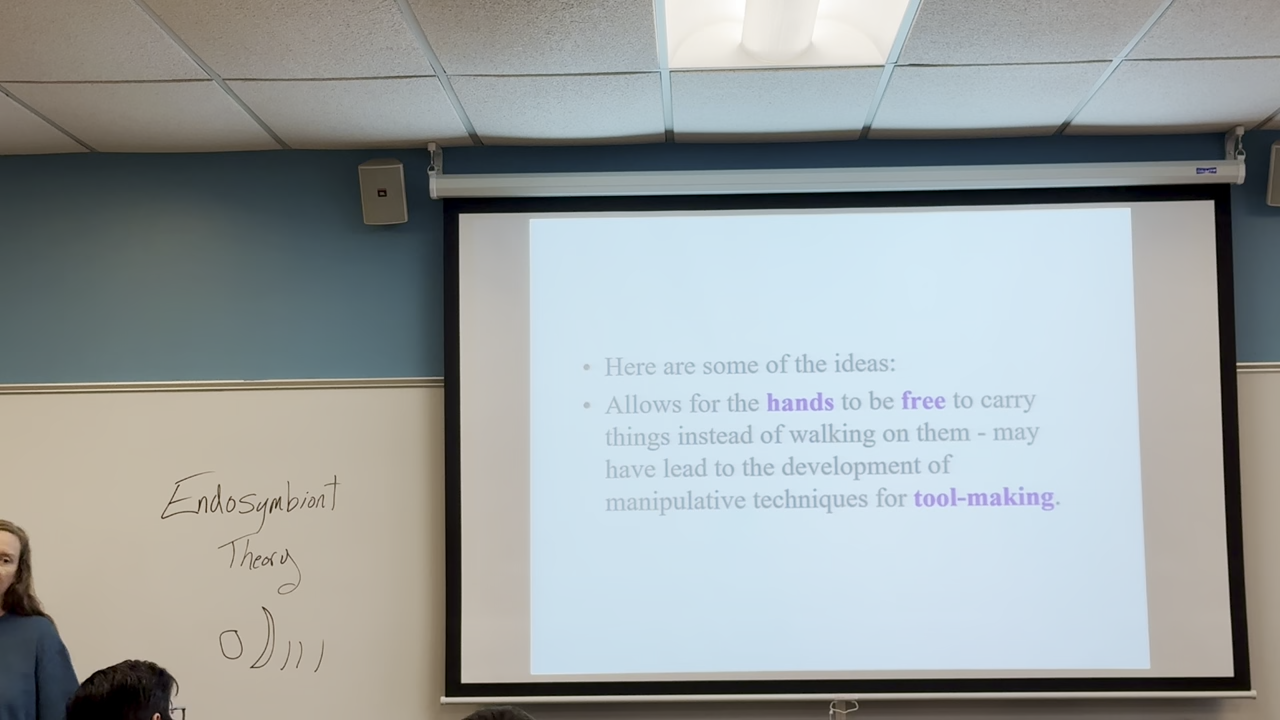 • Here are some of the ideas:
• Allows for the hands to be free to carry
things instead of walking on them - may
have lead to the development of
manipulative techniques for tool-making.
Endosymbiont
Theory
JBL